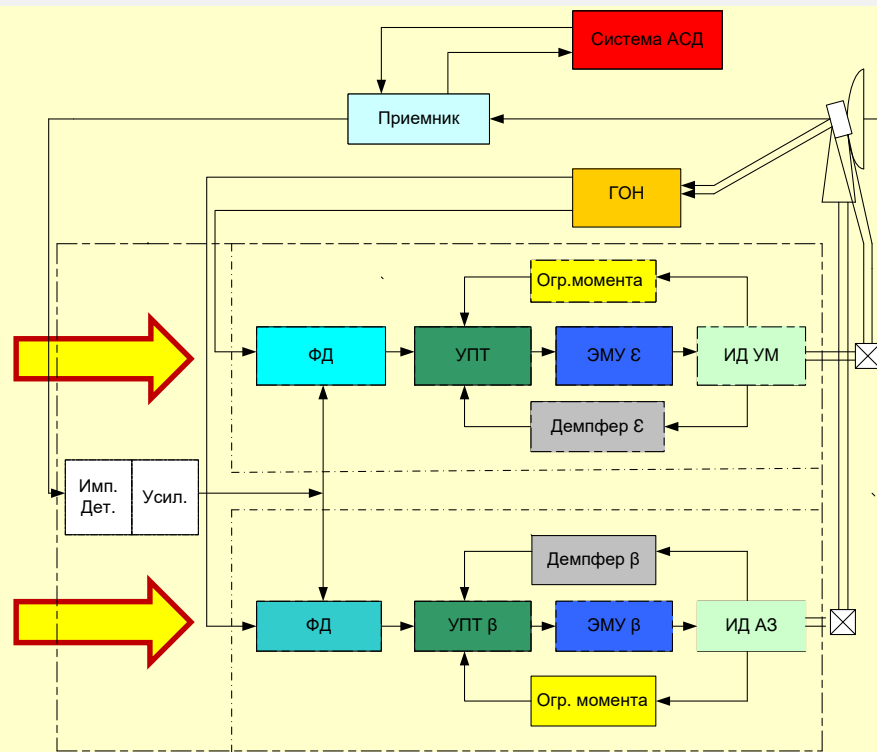 Система АСД
Приемник
ГОН
Огр.момента
ФД
УПТ
ЭМУ Ɛ
ИД УМ
Демпфер Ɛ
Имп.
Дет.
Усил.
Демпфер β
ФД
УПТ β
ЭМУ β
ИД АЗ
Огр. момента